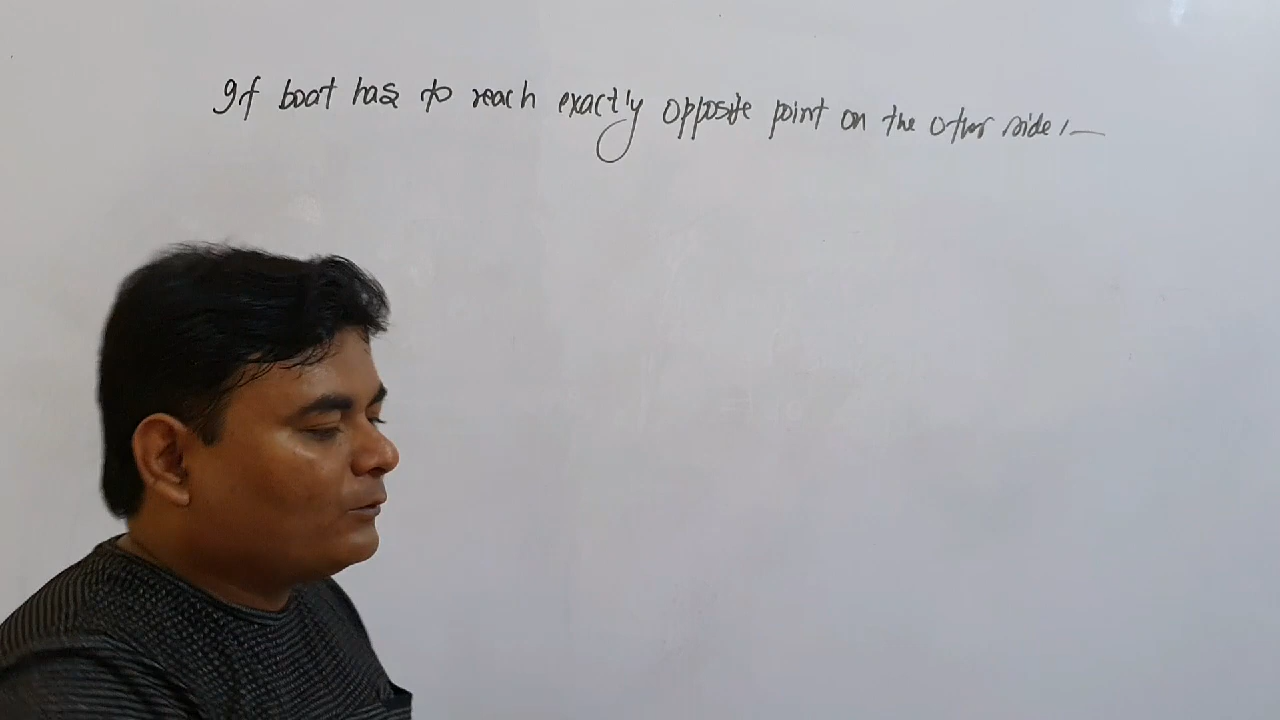 If boat has to reach exactly opposite point on the other side :—